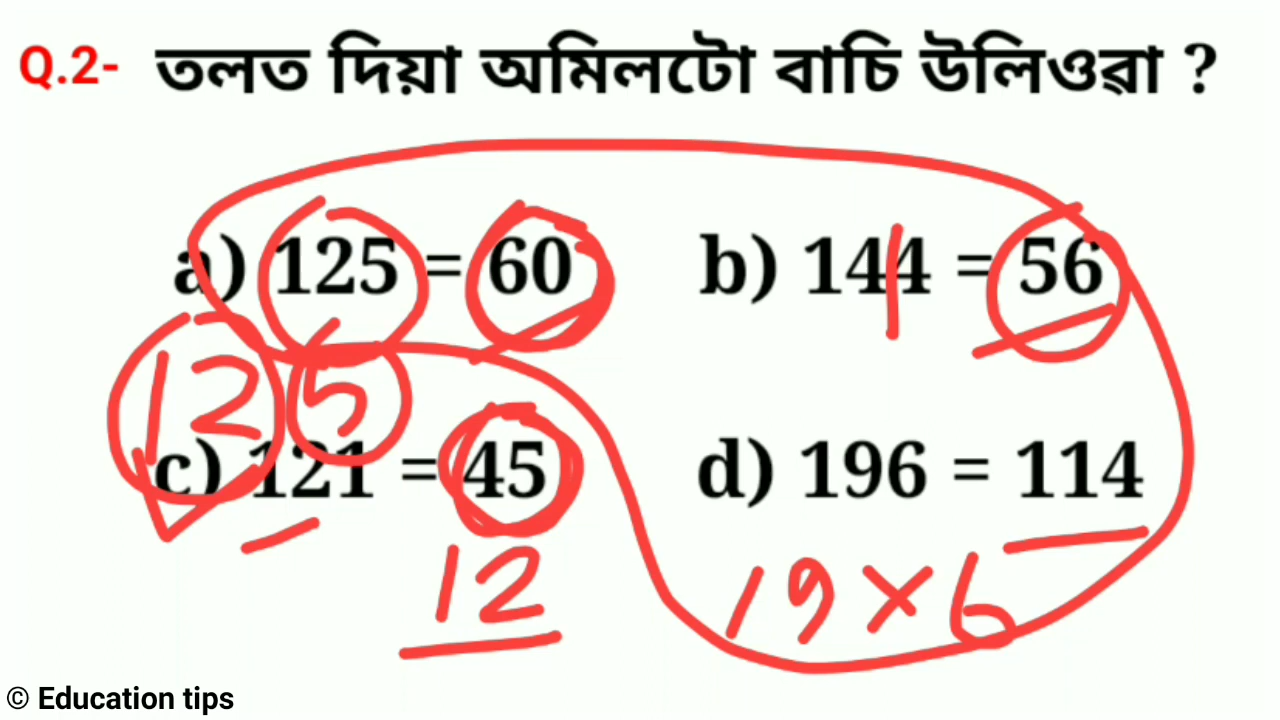 Q.2- তলত দিয়া অমিলটো বাচি উলিওৱা ?
a) 125 = 60 b) 144 = 56
12 5
c) 121 = 45 d) 196 = 114
12 19 × 6
© Education tips